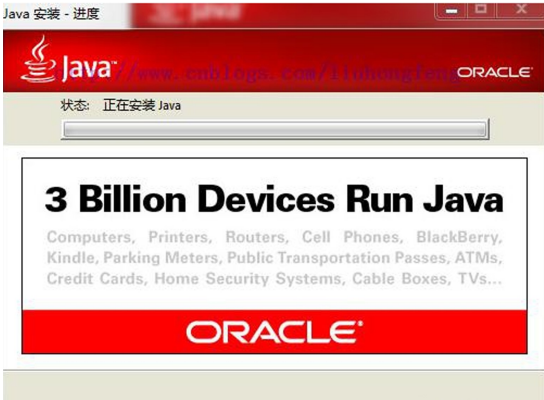 Java 安装 - 进度
Java™
http://www.cnblogs.com/liuhongfeng
ORACLE®
状态: 正在安装 Java
3 Billion Devices Run Java
Computers, Printers, Routers, Cell Phones, BlackBerry,
Kindle, Parking Meters, Public Transportation Passes, ATMs,
Credit Cards, Home Security Systems, Cable Boxes, TVs...
ORACLE®